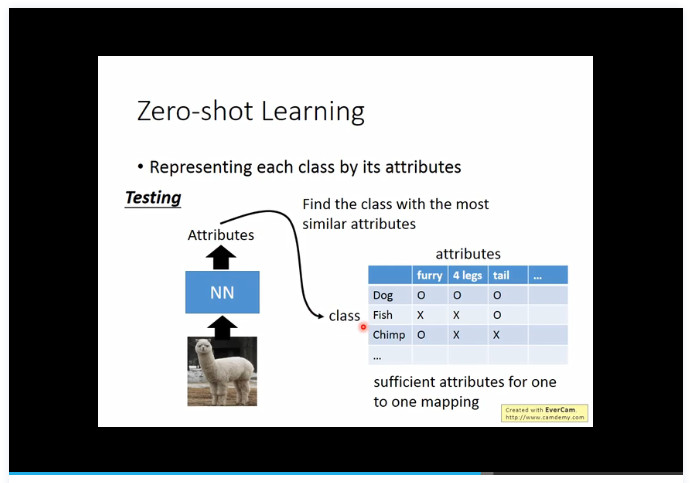 Zero-shot Learning
• Representing each class by its attributes
Testing
Find the class with the most
similar attributes
Attributes
attributes
furry 4 legs tail ...
Dog O O O
NN
class
Fish X X O
Chimp O X X
...
sufficient attributes for one
to one mapping
Created with EverCam.
http://www.camdemy.com